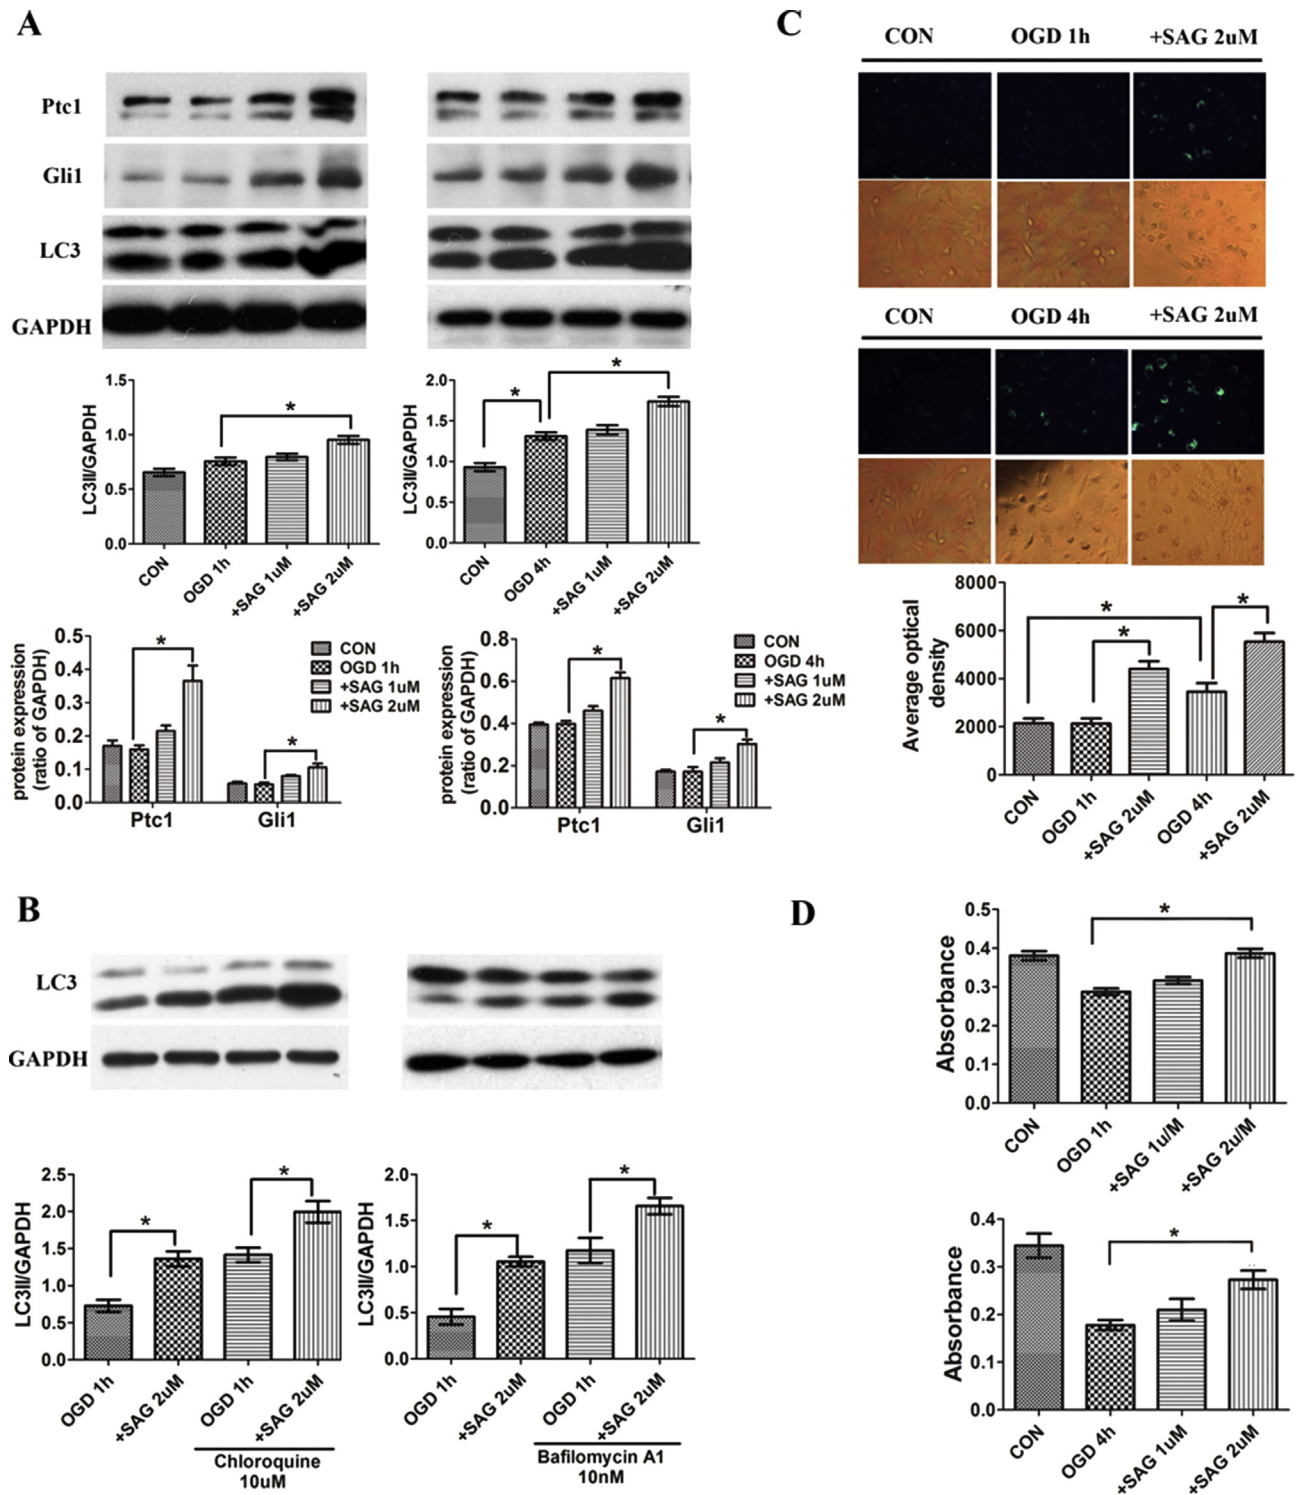 A
Ptc1
Gli1
LC3
GAPDH
1.5
1.0
0.5
0.0
LC3II/GAPDH
*
CON
OGD 1h
+SAG 1uM
+SAG 2uM
2.0
1.5
1.0
0.5
0.0
LC3II/GAPDH
*
*
CON
OGD 4h
+SAG 1uM
+SAG 2uM
0.5
0.4
0.3
0.2
0.1
0.0
protein expression
(ratio of GAPDH)
*
*
Ptc1
Gli1
CON
OGD 1h
+SAG 1uM
+SAG 2uM
0.8
0.6
0.4
0.2
0.0
protein expression
(ratio of GAPDH)
*
*
Ptc1
Gli1
CON
OGD 4h
+SAG 1uM
+SAG 2uM
B
LC3
GAPDH
2.5
2.0
1.5
1.0
0.5
0.0
LC3II/GAPDH
*
*
OGD 1h
+SAG 2uM
OGD 1h
+SAG 2uM
Chloroquine
10uM
2.0
1.5
1.0
0.5
0.0
LC3II/GAPDH
*
*
OGD 1h
+SAG 2uM
OGD 1h
+SAG 2uM
Bafilomycin A1
10nM
C
CON
OGD 1h
+SAG 2uM
CON
OGD 4h
+SAG 2uM
8000
6000
4000
2000
0
Average optical
density
*
*
*
CON
OGD 1h
+SAG 2uM
OGD 4h
+SAG 2uM
D
0.5
0.4
0.3
0.2
0.1
0.0
Absorbance
*
CON
OGD 1h
+SAG 1u/M
+SAG 2u/M
0.4
0.3
0.2
0.1
0.0
Absorbance
*
CON
OGD 4h
+SAG 1uM
+SAG 2uM